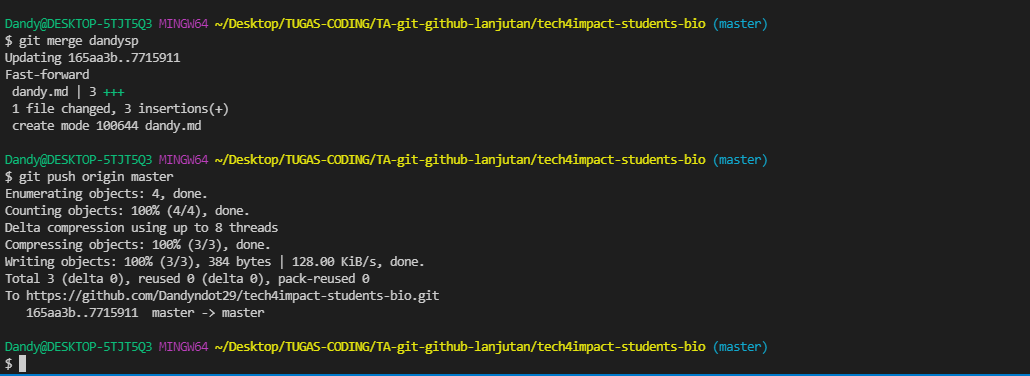 Dandy@DESKTOP-5TJT5Q3 MINGW64 ~/Desktop/TUGAS-CODING/TA-git-github-lanjutan/tech4impact-students-bio (master)
$ git merge dandysp
Updating 165aa3b..7715911
Fast-forward
 dandy.md | 3 +++
 1 file changed, 3 insertions(+)
 create mode 100644 dandy.md
Dandy@DESKTOP-5TJT5Q3 MINGW64 ~/Desktop/TUGAS-CODING/TA-git-github-lanjutan/tech4impact-students-bio (master)
$ git push origin master
Enumerating objects: 4, done.
Counting objects: 100% (4/4), done.
Delta compression using up to 8 threads
Compressing objects: 100% (3/3), done.
Writing objects: 100% (3/3), 384 bytes | 128.00 KiB/s, done.
Total 3 (delta 0), reused 0 (delta 0), pack-reused 0
To https://github.com/Dandyndot29/tech4impact-students-bio.git
   165aa3b..7715911  master -> master
Dandy@DESKTOP-5TJT5Q3 MINGW64 ~/Desktop/TUGAS-CODING/TA-git-github-lanjutan/tech4impact-students-bio (master)
$